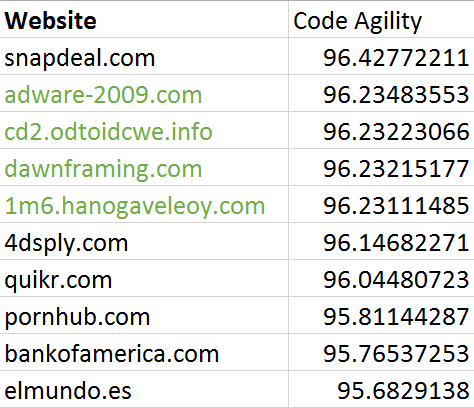 Website Code Agility
snapdeal.com 96.42772211
adware-2009.com 96.23483553
cd2.odtoidcwe.info 96.23223066
dawnframing.com 96.23215177
1m6.hanogaveleoy.com 96.23111485
4dsply.com 96.14682271
quikr.com 96.04480723
pornhub.com 95.81144287
bankofamerica.com 95.76537253
elmundo.es 95.6829138